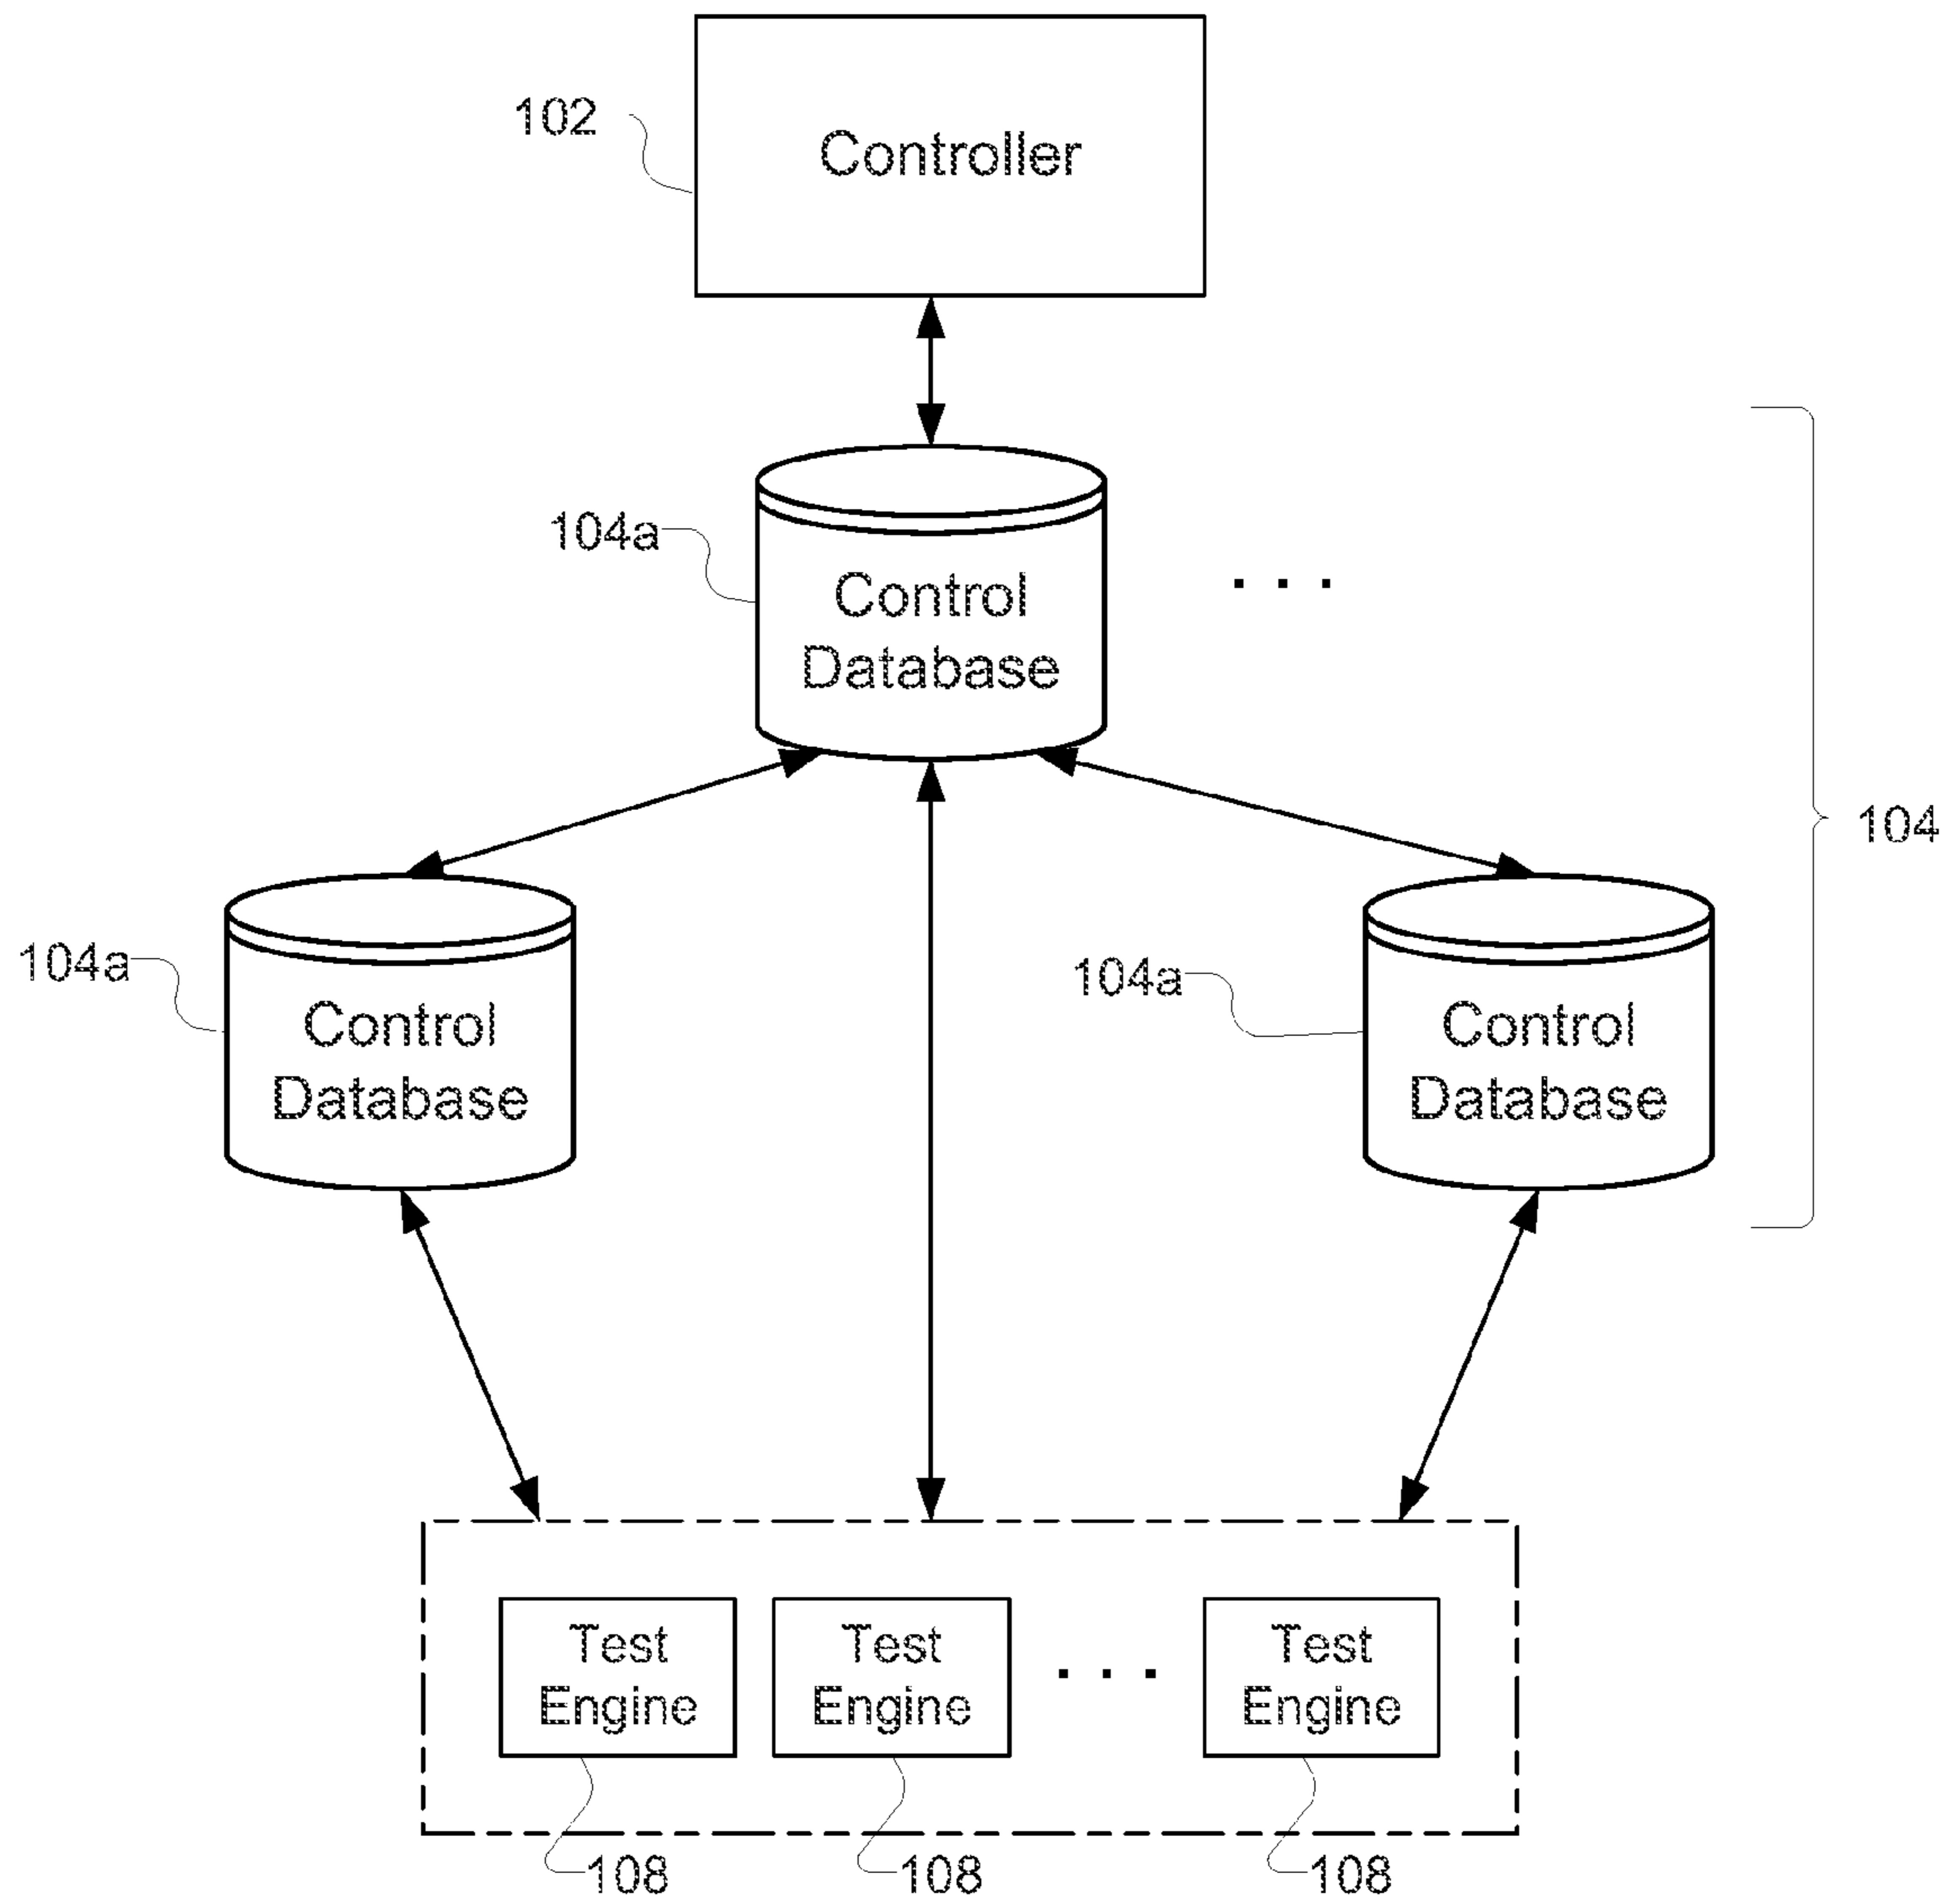 102
Controller
104a
Control
Database
. . .
104
104a
Control
Database
104a
Control
Database
Test
Engine
Test
Engine
. . .
Test
Engine
108
108
108